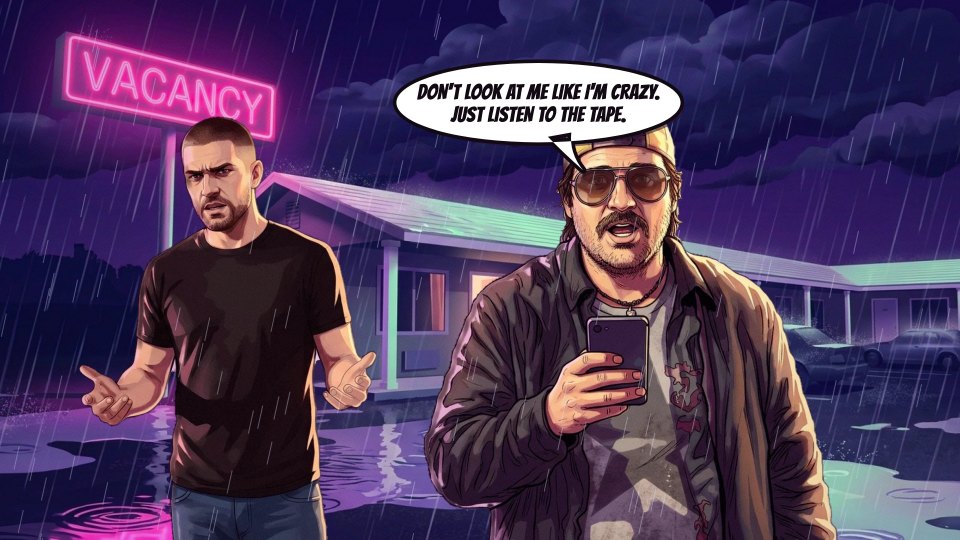 VACANCY
DON'T LOOK AT ME LIKE I'M CRAZY.
JUST LISTEN TO THE TAPE.